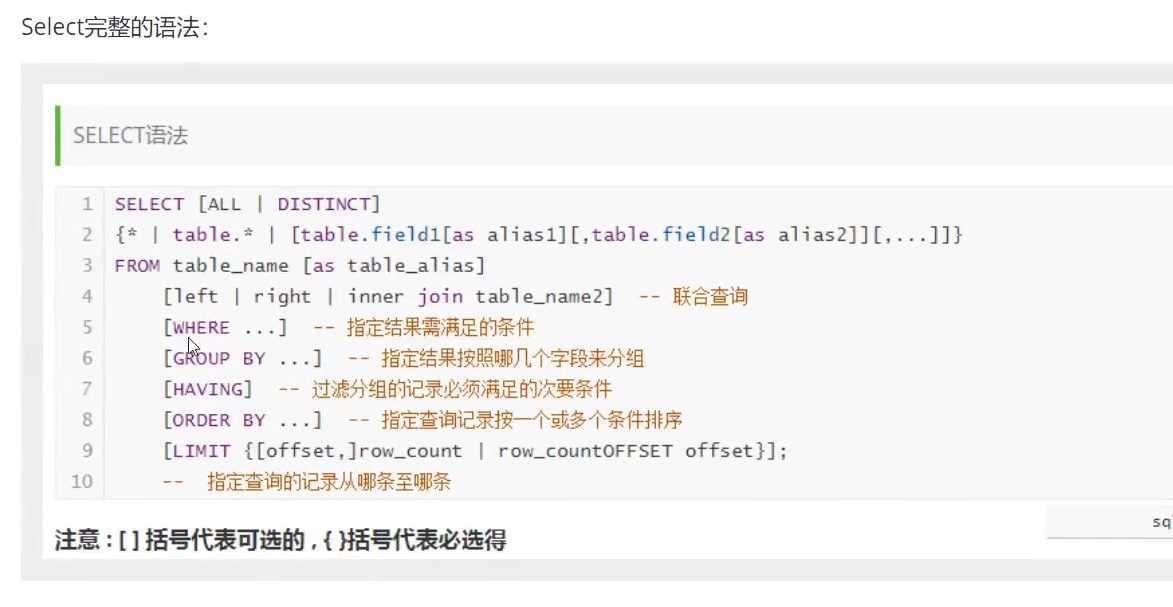 Select完整的语法：
SELECT语法
1 SELECT [ALL | DISTINCT]
2 {* | table.* | [table.field1[as alias1][,table.field2[as alias2]][,...]]}
3 FROM table_name [as table_alias]
4 [left | right | inner join table_name2] -- 联合查询
5 [WHERE ...] -- 指定结果需满足的条件
6 [GROUP BY ...] -- 指定结果按照哪几个字段来分组
7 [HAVING] -- 过滤分组的记录必须满足的次要条件
8 [ORDER BY ...] -- 指定查询记录按一个或多个条件排序
9 [LIMIT {[offset,]row_count | row_countOFFSET offset}];
10 -- 指定查询的记录从哪条至哪条
注意 : [ ] 括号代表可选的 , { }括号代表必选得